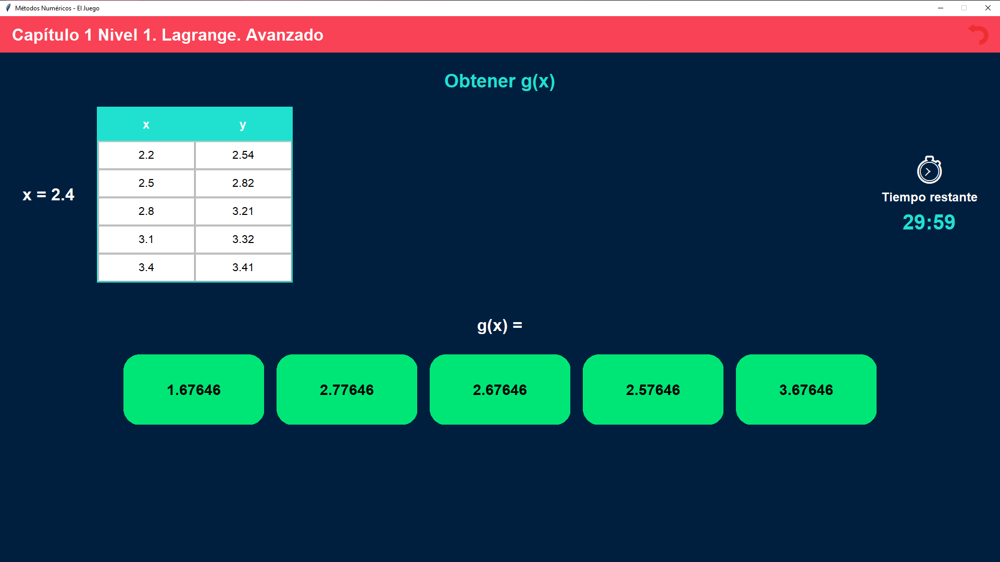 Métodos Numéricos - El Juego
Capítulo 1 Nivel 1. Lagrange. Avanzado
Obtener g(x)
x y
2.2 2.54
2.5 2.82
2.8 3.21
3.1 3.32
3.4 3.41
x = 2.4
Tiempo restante
29:59
g(x) =
1.67646 2.77646 2.67646 2.57646 3.67646